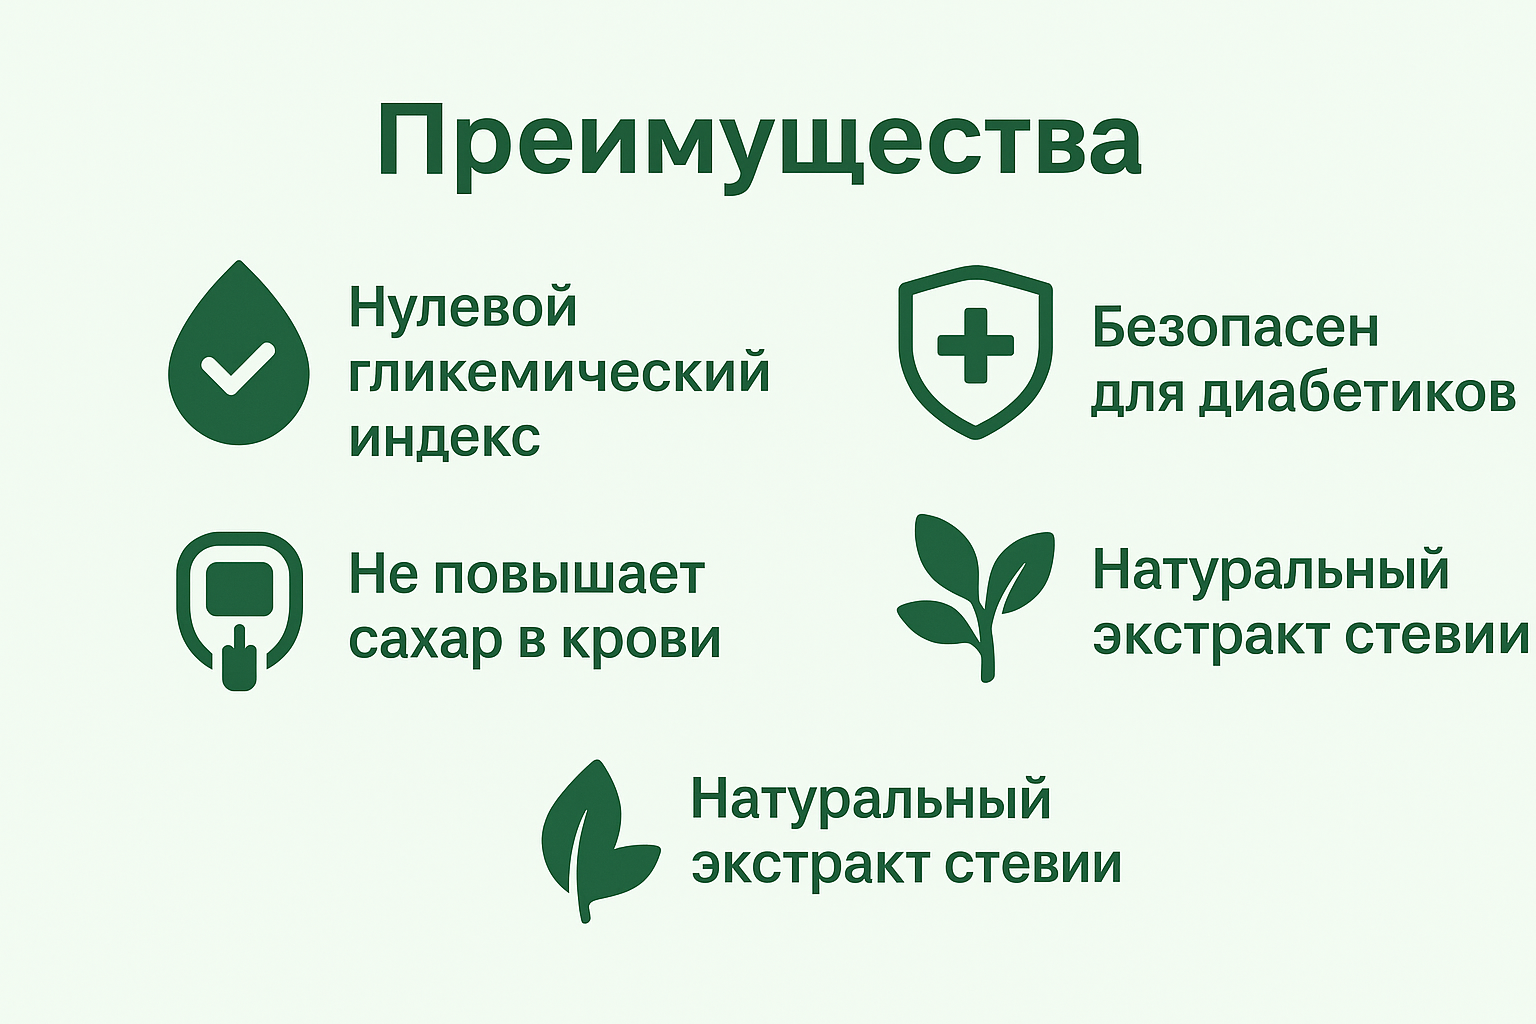 Преимущества
Нулевой
гликемический
индекс
Безопасен
для диабетиков
Не повышает
сахар в крови
Натуральный
экстракт стевии
Натуральный
экстракт стевии